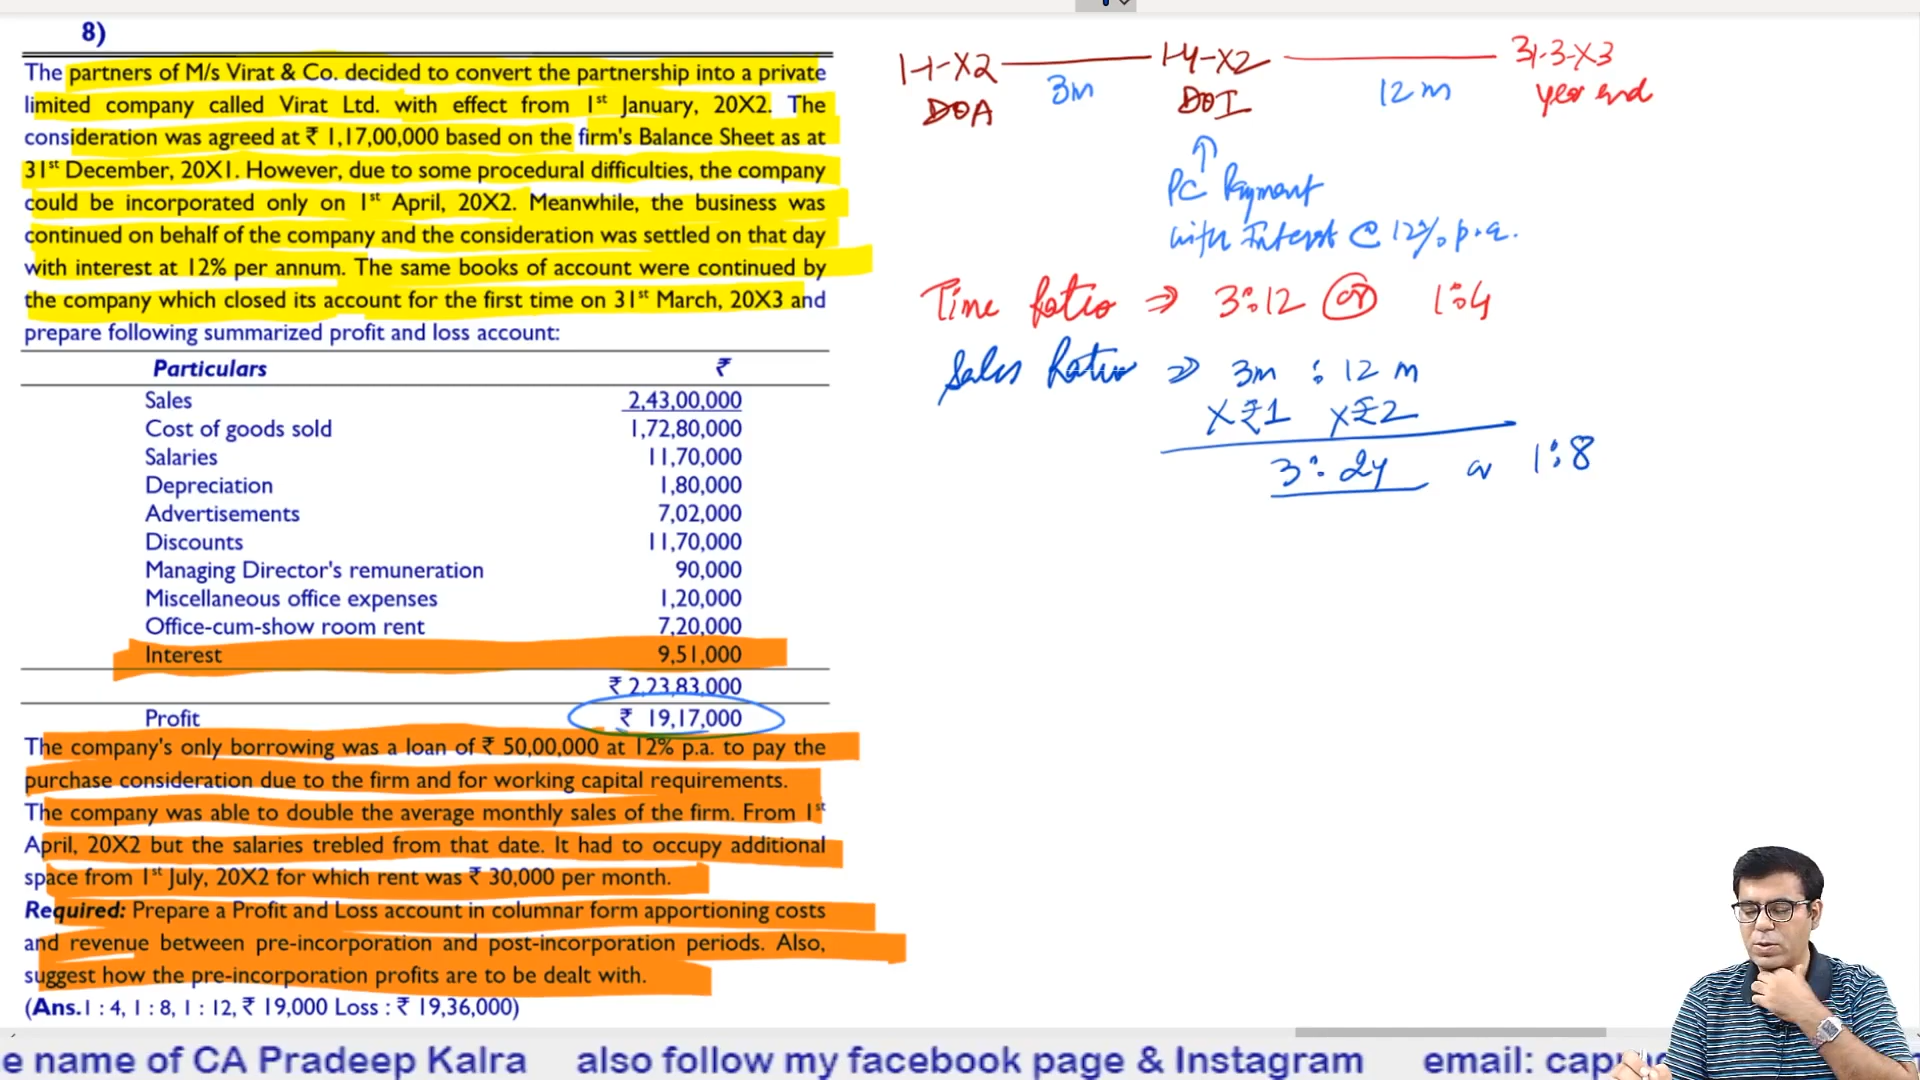 8)
The partners of M/s Virat & Co. decided to convert the partnership into a private
limited company called Virat Ltd. with effect from 1st January, 20X2. The
consideration was agreed at ₹ 1,17,00,000 based on the firm's Balance Sheet as at
31st December, 20X1. However, due to some procedural difficulties, the company
could be incorporated only on 1st April, 20X2. Meanwhile, the business was
continued on behalf of the company and the consideration was settled on that day
with interest at 12% per annum. The same books of account were continued by
the company which closed its account for the first time on 31st March, 20X3 and
prepare following summarized profit and loss account:
Particulars ₹
Sales 2,43,00,000
Cost of goods sold 1,72,80,000
Salaries 11,70,000
Depreciation 1,80,000
Advertisements 7,02,000
Discounts 11,70,000
Managing Director's remuneration 90,000
Miscellaneous office expenses 1,20,000
Office-cum-show room rent 7,20,000
Interest 9,51,000
₹ 2,23,83,000
Profit ₹ 19,17,000
The company's only borrowing was a loan of ₹ 50,00,000 at 12% p.a. to pay the
purchase consideration due to the firm and for working capital requirements.
The company was able to double the average monthly sales of the firm. From 1st
April, 20X2 but the salaries trebled from that date. It had to occupy additional
space from 1st July, 20X2 for which rent was ₹ 30,000 per month.
Required: Prepare a Profit and Loss account in columnar form apportioning costs
and revenue between pre-incorporation and post-incorporation periods. Also,
suggest how the pre-incorporation profits are to be dealt with.
(Ans.1 : 4, 1 : 8, 1 : 12, ₹ 19,000 Loss : ₹ 19,36,000)
1-1-X2 1-4-X2 31-3-X3
DOA 3m DOI 12m year end
PC Payment
with Interest @ 12% p.a.
Time Ratio ⇒ 3:12 or 1:4
Sales Ratio ⇒ 3m : 12 m
X ₹1 X ₹2
3 : 24 or 1:8
e name of CA Pradeep Kalra also follow my facebook page & Instagram email: